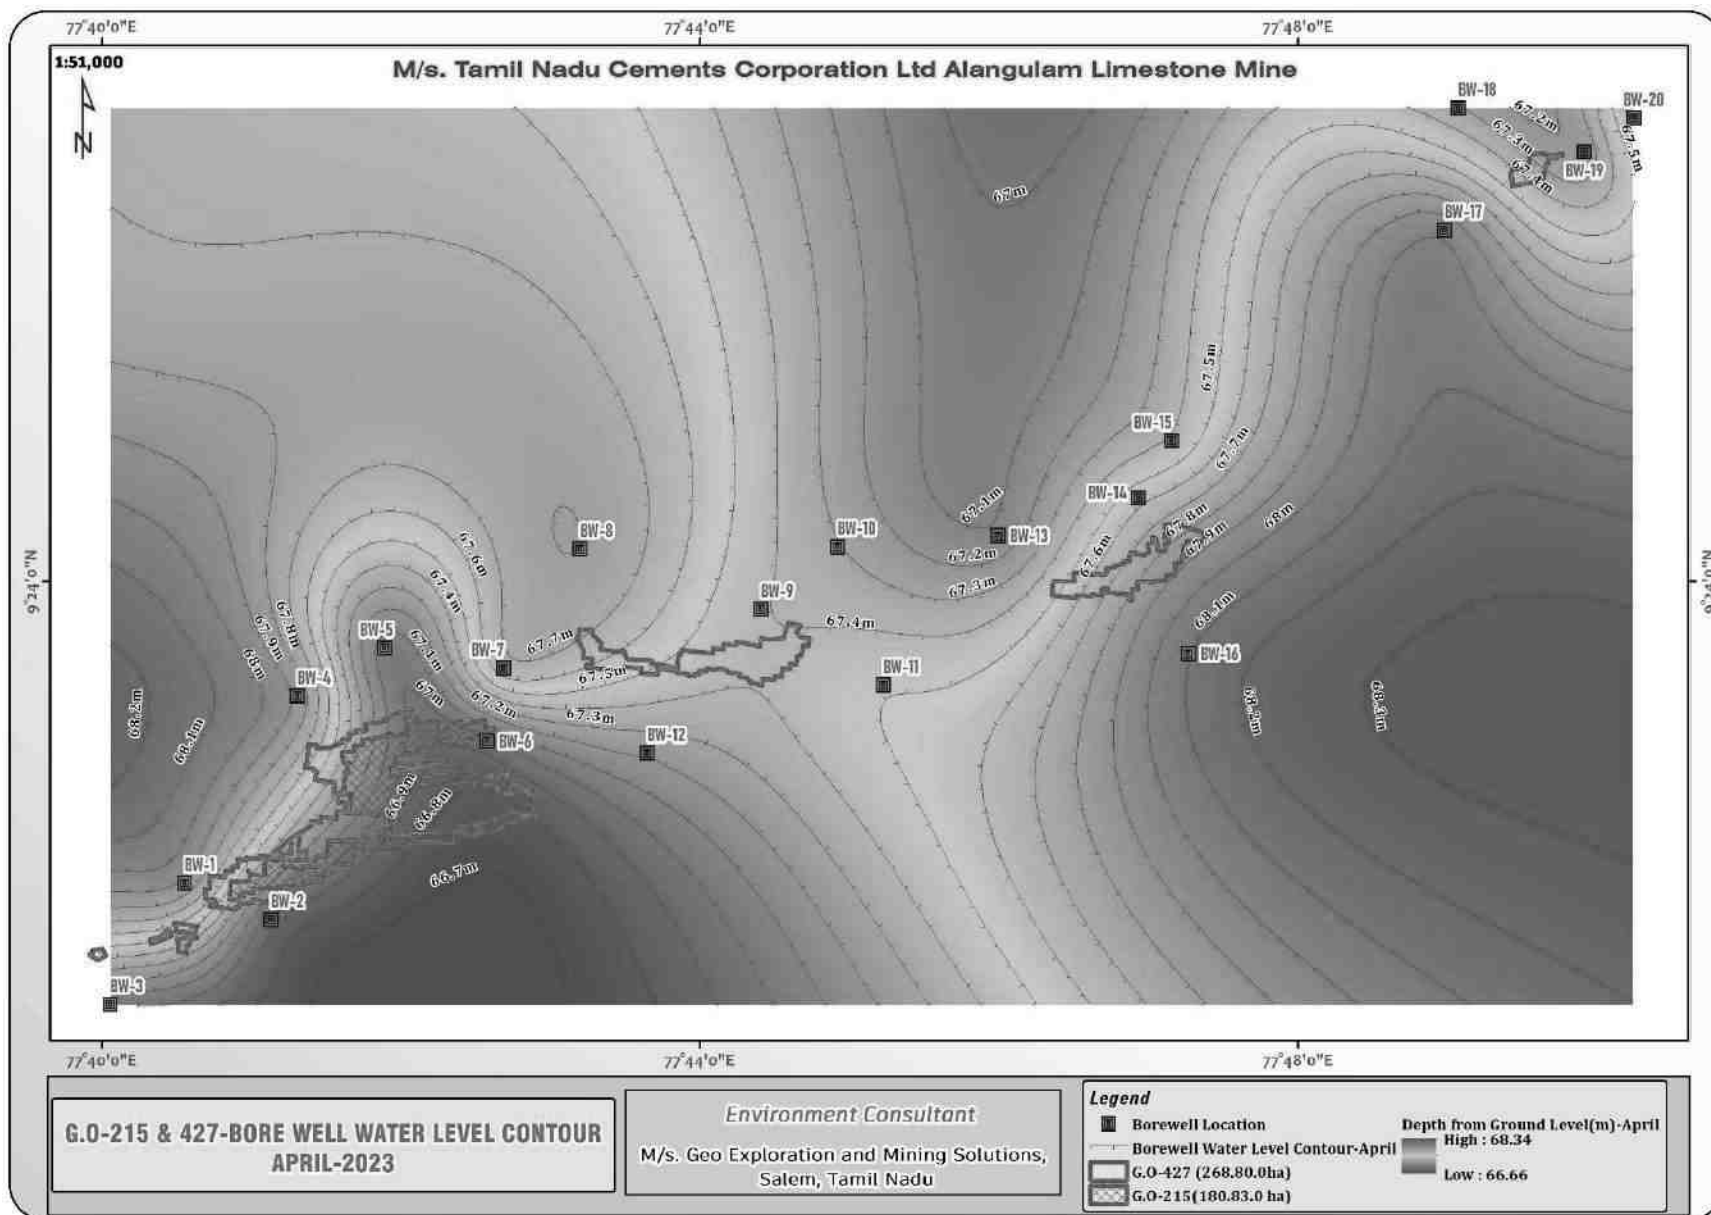 77°40'0"E
77°44'0"E
77°48'0"E
1:51,000
M/s. Tamil Nadu Cements Corporation Ltd Alangulam Limestone Mine
N
BW-18
BW-20
67.2m
67.3m
67.5m
67.4m
BW-19
67m
BW-17
67.5m
BW-15
67.7m
BW-14
67.1m
BW-13
67.8m
68m
67.9m
BW-8
BW-10
67.6m
67.2m
67.6m
67.3m
9°24'0"N
9°24'0"N
67.4m
BW-9
67.4m
68.1m
67.8m
67.9m
68m
BW-5
67.1m
BW-7
67.7m
67.5m
BW-11
BW-16
BW-4
67m
67.2m
67.3m
68.2m
68.1m
68.2m
68.3m
BW-6
BW-12
66.9m
66.8m
66.7m
BW-1
BW-2
BW-3
77°40'0"E
77°44'0"E
77°48'0"E
G.O-215 & 427-BORE WELL WATER LEVEL CONTOUR
APRIL-2023
Environment Consultant
M/s. Geo Exploration and Mining Solutions,
Salem, Tamil Nadu
Legend
Borewell Location
Borewell Water Level Contour-April
G.O-427 (268.80.0ha)
G.O-215(180.83.0 ha)
Depth from Ground Level(m)-April
High : 68.34
Low : 66.66